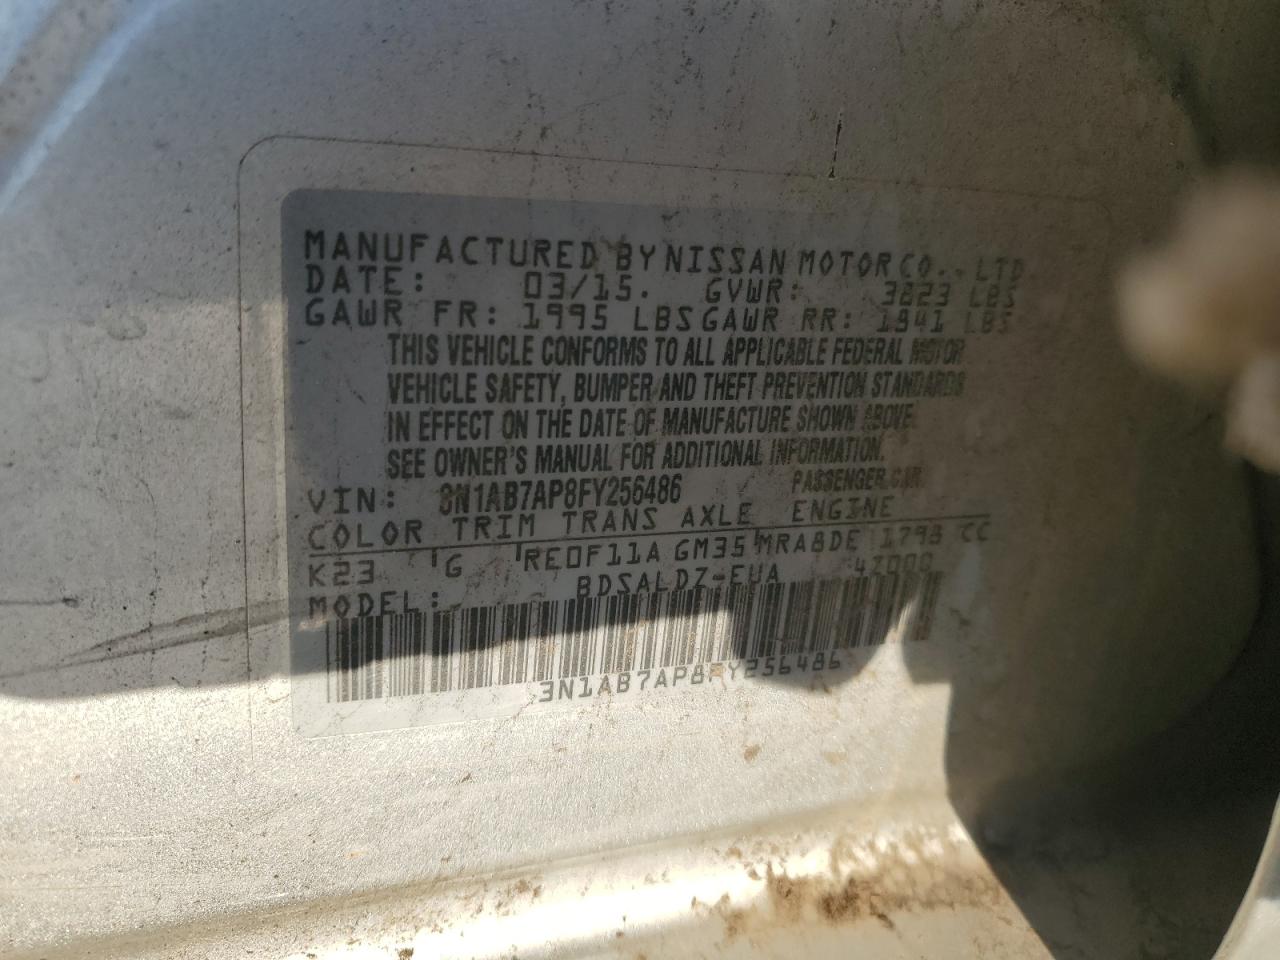 MANUFACTURED BY NISSAN MOTOR CO., LTD.
DATE: 03/15. GVWR: 3823 LBS
GAWR FR: 1995 LBS GAWR RR: 1841 LBS
THIS VEHICLE CONFORMS TO ALL APPLICABLE FEDERAL MOTOR
VEHICLE SAFETY, BUMPER AND THEFT PREVENTION STANDARDS
IN EFFECT ON THE DATE OF MANUFACTURE SHOWN ABOVE.
SEE OWNER'S MANUAL FOR ADDITIONAL INFORMATION.
VIN: 3N1AB7AP8FY256486 PASSENGER CAR
COLOR TRIM TRANS AXLE ENGINE
K23 G RE0F11A GM35 MRA8DE 1798 CC
MODEL: BDSALDZ-EUA
3N1AB7AP8FY256486